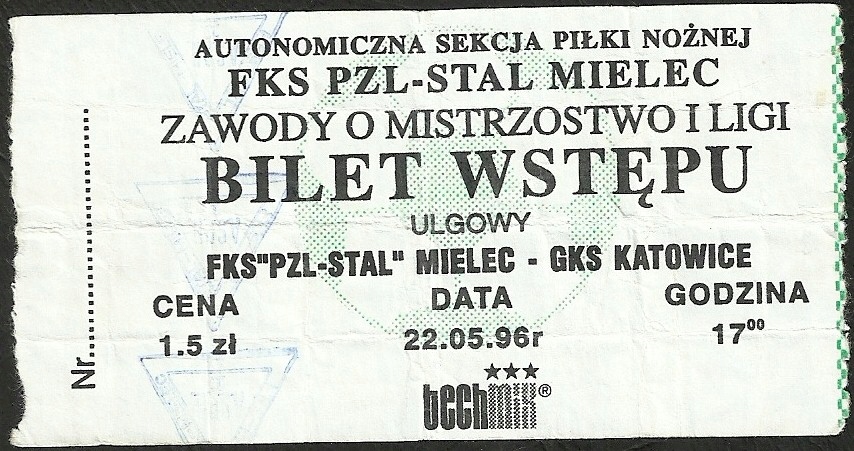 AUTONOMICZNA SEKCJA PIŁKI NOŻNEJ
FKS PZL-STAL MIELEC
ZAWODY O MISTRZOSTWO I LIGI
BILET WSTĘPU
ULGOWY
FKS"PZL-STAL" MIELEC - GKS KATOWICE
CENA DATA GODZINA
1.5 zł 22.05.96r 17⁰⁰
techmix®
Nr..............................